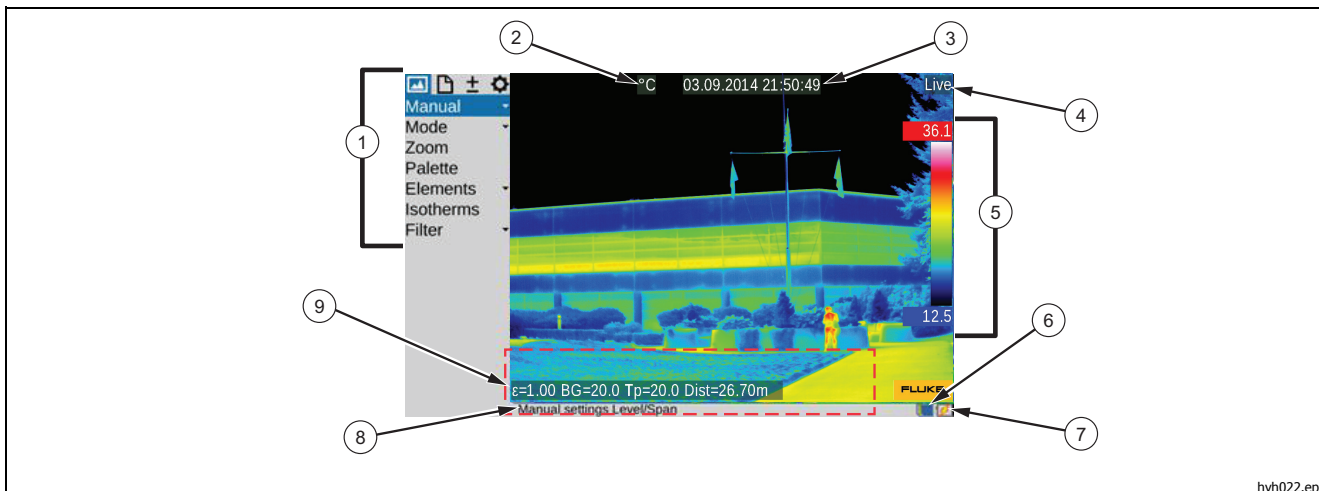 2
3
°C
03.09.2014 21:50:49
Live
4
Manual
Mode
Zoom
Palette
Elements
Isotherms
Filter
1
36.1
5
12.5
9
6
ε=1.00 BG=20.0 Tp=20.0 Dist=26.70m
FLUKE
Manual settings Level/Span
8
7
hyh022.ep